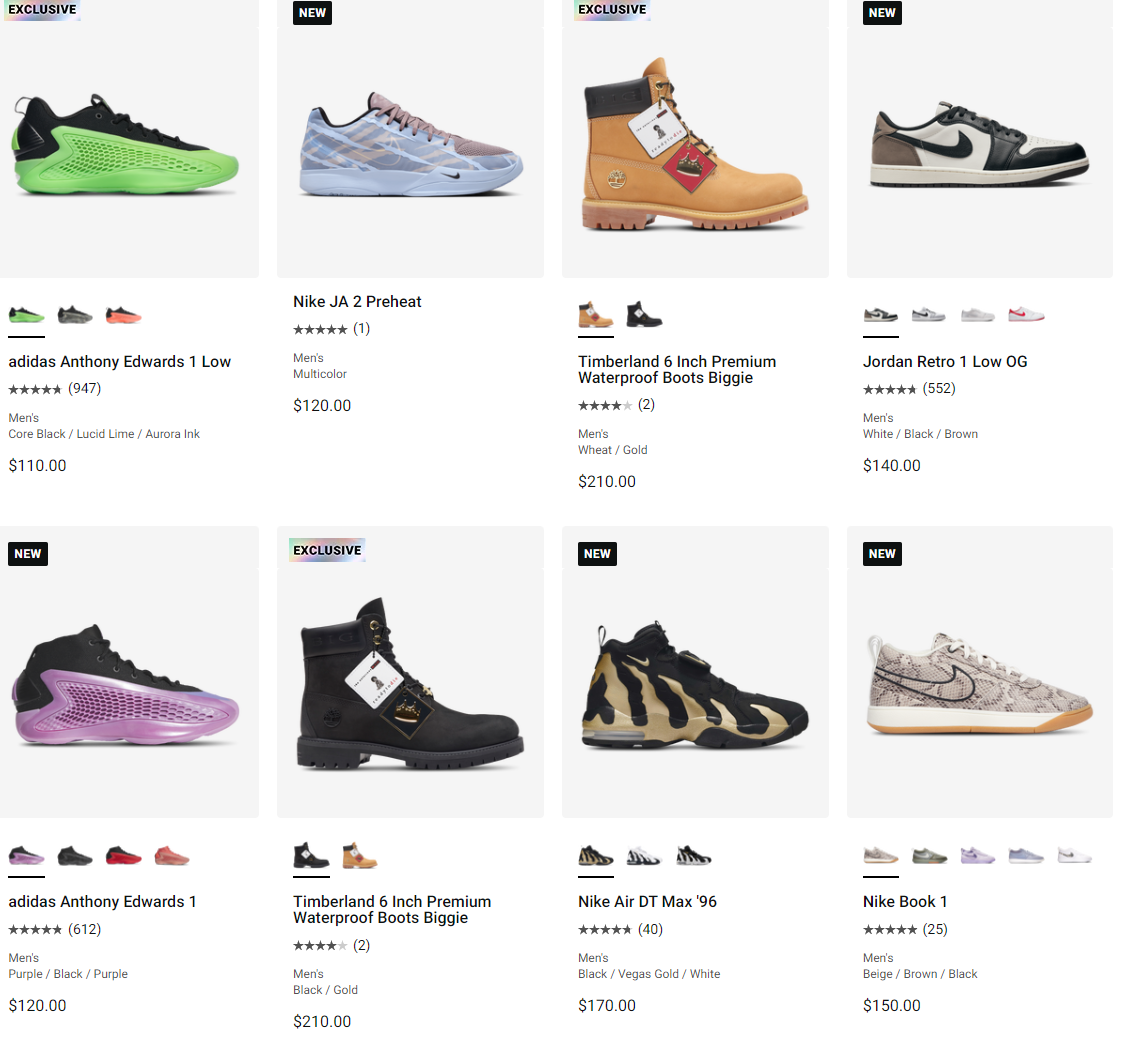 EXCLUSIVE
NEW
EXCLUSIVE
NEW
adidas Anthony Edwards 1 Low
(947)
Men's
Core Black / Lucid Lime / Aurora Ink
$110.00
Nike JA 2 Preheat
(1)
Men's
Multicolor
$120.00
Timberland 6 Inch Premium
Waterproof Boots Biggie
(2)
Men's
Wheat / Gold
$210.00
Jordan Retro 1 Low OG
(552)
Men's
White / Black / Brown
$140.00
NEW
EXCLUSIVE
NEW
NEW
adidas Anthony Edwards 1
(612)
Men's
Purple / Black / Purple
$120.00
Timberland 6 Inch Premium
Waterproof Boots Biggie
(2)
Men's
Black / Gold
$210.00
Nike Air DT Max '96
(40)
Men's
Black / Vegas Gold / White
$170.00
Nike Book 1
(25)
Men's
Beige / Brown / Black
$150.00